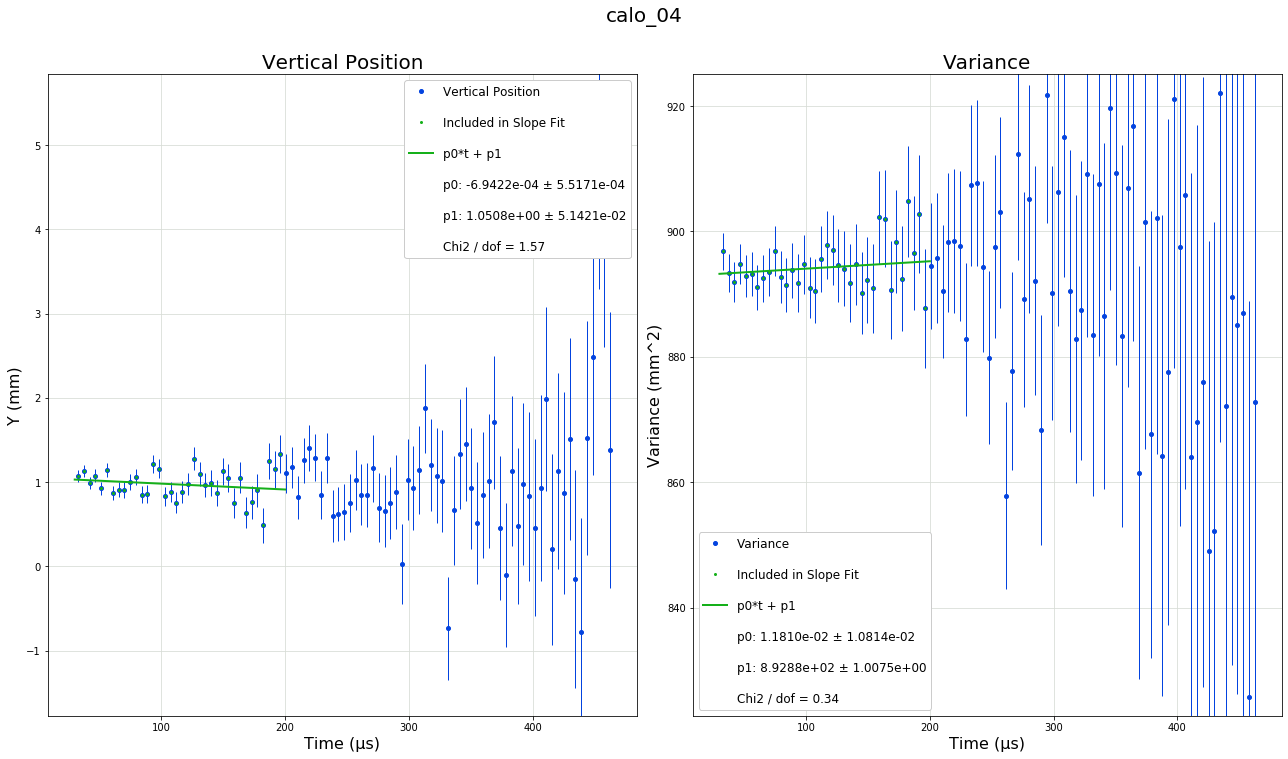 calo_04
Vertical Position
Vertical Position
Included in Slope Fit
p0*t + p1
p0: -6.9422e-04 ± 5.5171e-04
p1: 1.0508e+00 ± 5.1421e-02
Chi2 / dof = 1.57
5
4
3
2
1
0
−1
Y (mm)
100
200
300
400
Time (μs)
Variance
920
900
880
860
840
Variance (mm^2)
Variance
Included in Slope Fit
p0*t + p1
p0: 1.1810e-02 ± 1.0814e-02
p1: 8.9288e+02 ± 1.0075e+00
Chi2 / dof = 0.34
100
200
300
400
Time (μs)